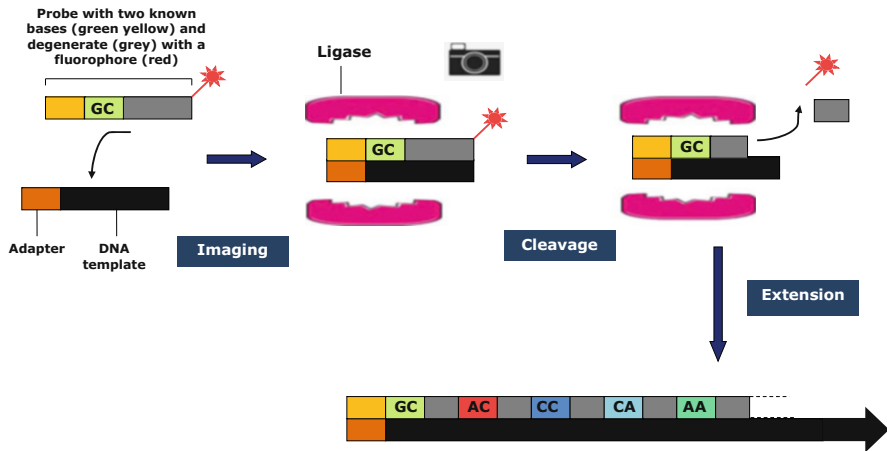 Probe with two known
bases (green yellow) and
degenerate (grey) with a
fluorophore (red)
GC
Adapter
DNA
template
Imaging
Ligase
GC
Cleavage
GC
Extension
GC AC CC CA AA